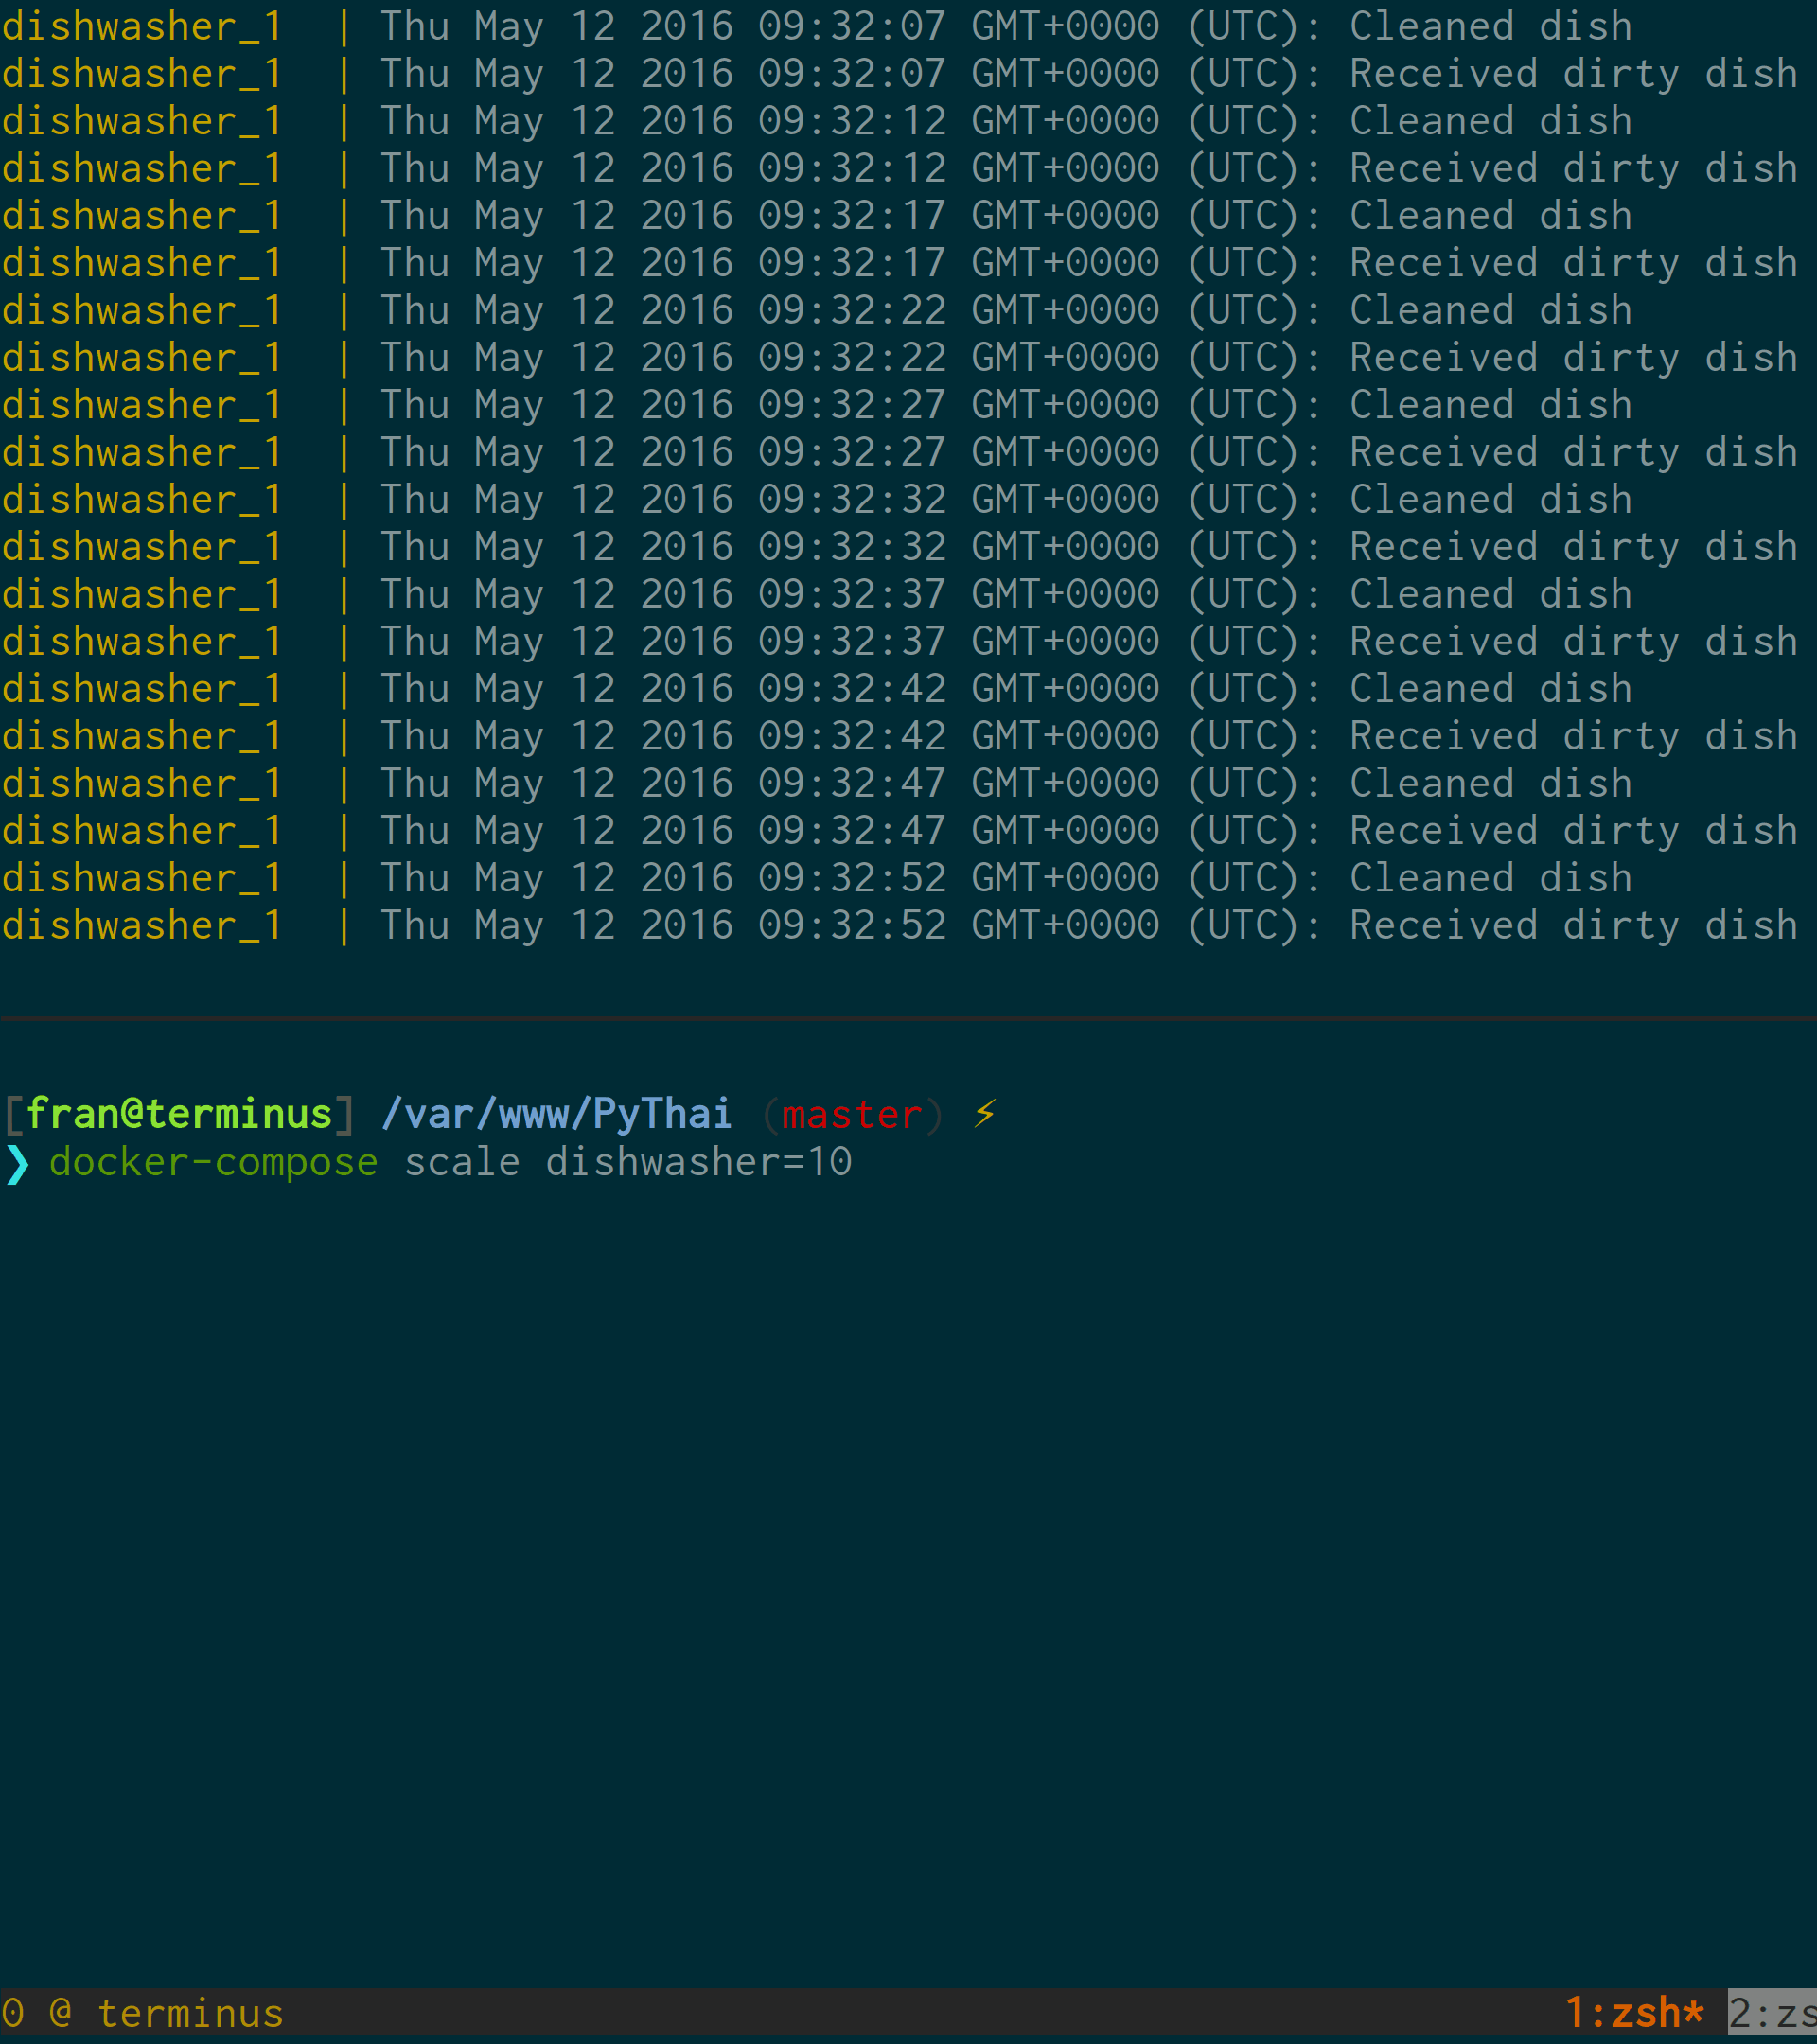 dishwasher_1  | Thu May 12 2016 09:32:07 GMT+0000 (UTC): Cleaned dish
dishwasher_1  | Thu May 12 2016 09:32:07 GMT+0000 (UTC): Received dirty dish
dishwasher_1  | Thu May 12 2016 09:32:12 GMT+0000 (UTC): Cleaned dish
dishwasher_1  | Thu May 12 2016 09:32:12 GMT+0000 (UTC): Received dirty dish
dishwasher_1  | Thu May 12 2016 09:32:17 GMT+0000 (UTC): Cleaned dish
dishwasher_1  | Thu May 12 2016 09:32:17 GMT+0000 (UTC): Received dirty dish
dishwasher_1  | Thu May 12 2016 09:32:22 GMT+0000 (UTC): Cleaned dish
dishwasher_1  | Thu May 12 2016 09:32:22 GMT+0000 (UTC): Received dirty dish
dishwasher_1  | Thu May 12 2016 09:32:27 GMT+0000 (UTC): Cleaned dish
dishwasher_1  | Thu May 12 2016 09:32:27 GMT+0000 (UTC): Received dirty dish
dishwasher_1  | Thu May 12 2016 09:32:32 GMT+0000 (UTC): Cleaned dish
dishwasher_1  | Thu May 12 2016 09:32:32 GMT+0000 (UTC): Received dirty dish
dishwasher_1  | Thu May 12 2016 09:32:37 GMT+0000 (UTC): Cleaned dish
dishwasher_1  | Thu May 12 2016 09:32:37 GMT+0000 (UTC): Received dirty dish
dishwasher_1  | Thu May 12 2016 09:32:42 GMT+0000 (UTC): Cleaned dish
dishwasher_1  | Thu May 12 2016 09:32:42 GMT+0000 (UTC): Received dirty dish
dishwasher_1  | Thu May 12 2016 09:32:47 GMT+0000 (UTC): Cleaned dish
dishwasher_1  | Thu May 12 2016 09:32:47 GMT+0000 (UTC): Received dirty dish
dishwasher_1  | Thu May 12 2016 09:32:52 GMT+0000 (UTC): Cleaned dish
dishwasher_1  | Thu May 12 2016 09:32:52 GMT+0000 (UTC): Received dirty dish
[fran@terminus] /var/www/PyThai (master) ⚡
❯ docker-compose scale dishwasher=10
0 @ terminus 1:zsh* 2:zs